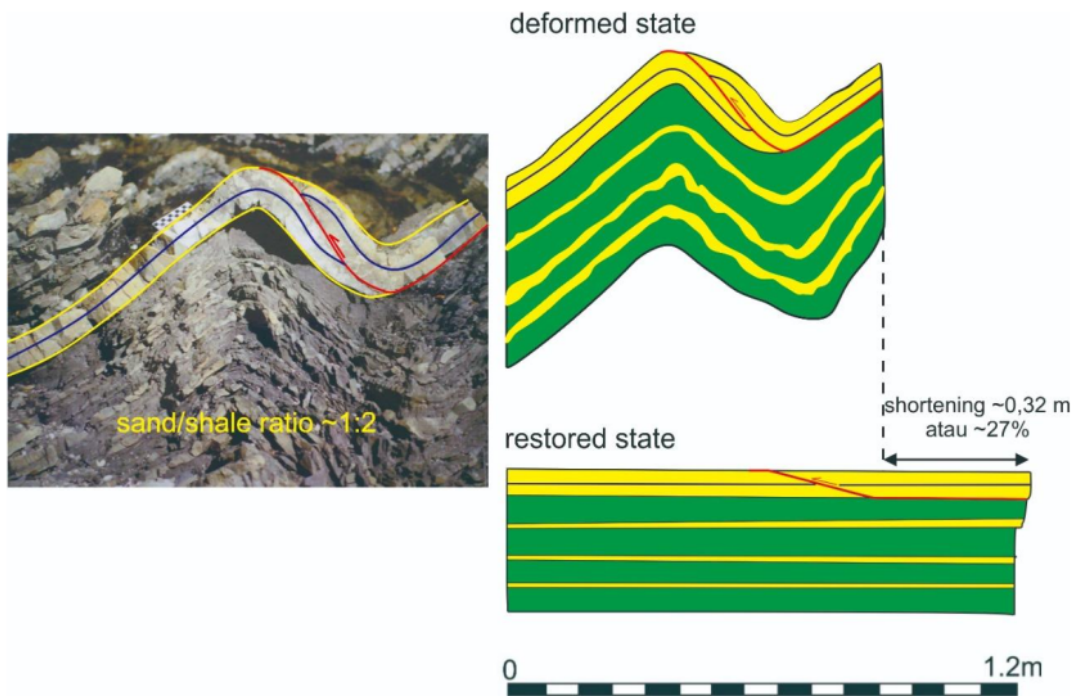 deformed state
sand/shale ratio ~1:2
shortening ~0,32 m
atau ~27%
restored state
0
1.2m